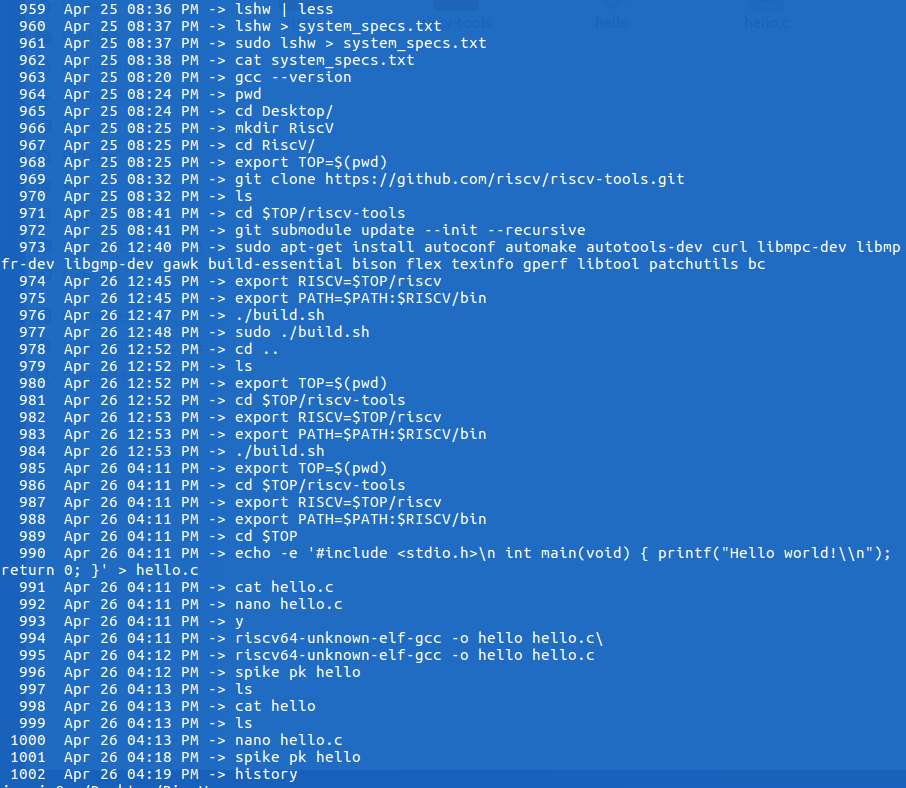 959 Apr 25 08:36 PM -> lshw | less
960 Apr 25 08:37 PM -> lshw > system_specs.txt
961 Apr 25 08:37 PM -> sudo lshw > system_specs.txt
962 Apr 25 08:38 PM -> cat system_specs.txt
963 Apr 25 08:20 PM -> gcc --version
964 Apr 25 08:24 PM -> pwd
965 Apr 25 08:24 PM -> cd Desktop/
966 Apr 25 08:25 PM -> mkdir RiscV
967 Apr 25 08:25 PM -> cd RiscV/
968 Apr 25 08:25 PM -> export TOP=$(pwd)
969 Apr 25 08:32 PM -> git clone https://github.com/riscv/riscv-tools.git
970 Apr 25 08:32 PM -> ls
971 Apr 25 08:41 PM -> cd $TOP/riscv-tools
972 Apr 25 08:41 PM -> git submodule update --init --recursive
973 Apr 26 12:40 PM -> sudo apt-get install autoconf automake autotools-dev curl libmpc-dev libmp
fr-dev libgmp-dev gawk build-essential bison flex texinfo gperf libtool patchutils bc
974 Apr 26 12:45 PM -> export RISCV=$TOP/riscv
975 Apr 26 12:45 PM -> export PATH=$PATH:$RISCV/bin
976 Apr 26 12:47 PM -> ./build.sh
977 Apr 26 12:48 PM -> sudo ./build.sh
978 Apr 26 12:52 PM -> cd ..
979 Apr 26 12:52 PM -> ls
980 Apr 26 12:52 PM -> export TOP=$(pwd)
981 Apr 26 12:52 PM -> cd $TOP/riscv-tools
982 Apr 26 12:53 PM -> export RISCV=$TOP/riscv
983 Apr 26 12:53 PM -> export PATH=$PATH:$RISCV/bin
984 Apr 26 12:53 PM -> ./build.sh
985 Apr 26 04:11 PM -> export TOP=$(pwd)
986 Apr 26 04:11 PM -> cd $TOP/riscv-tools
987 Apr 26 04:11 PM -> export RISCV=$TOP/riscv
988 Apr 26 04:11 PM -> export PATH=$PATH:$RISCV/bin
989 Apr 26 04:11 PM -> cd $TOP
990 Apr 26 04:11 PM -> echo -e '#include <stdio.h>\n int main(void) { printf("Hello world!\\n");
return 0; }' > hello.c
991 Apr 26 04:11 PM -> cat hello.c
992 Apr 26 04:11 PM -> nano hello.c
993 Apr 26 04:11 PM -> y
994 Apr 26 04:11 PM -> riscv64-unknown-elf-gcc -o hello hello.c\
995 Apr 26 04:12 PM -> riscv64-unknown-elf-gcc -o hello hello.c
996 Apr 26 04:12 PM -> spike pk hello
997 Apr 26 04:13 PM -> ls
998 Apr 26 04:13 PM -> cat hello
999 Apr 26 04:13 PM -> ls
1000 Apr 26 04:13 PM -> nano hello.c
1001 Apr 26 04:18 PM -> spike pk hello
1002 Apr 26 04:19 PM -> history
hello
hello.c